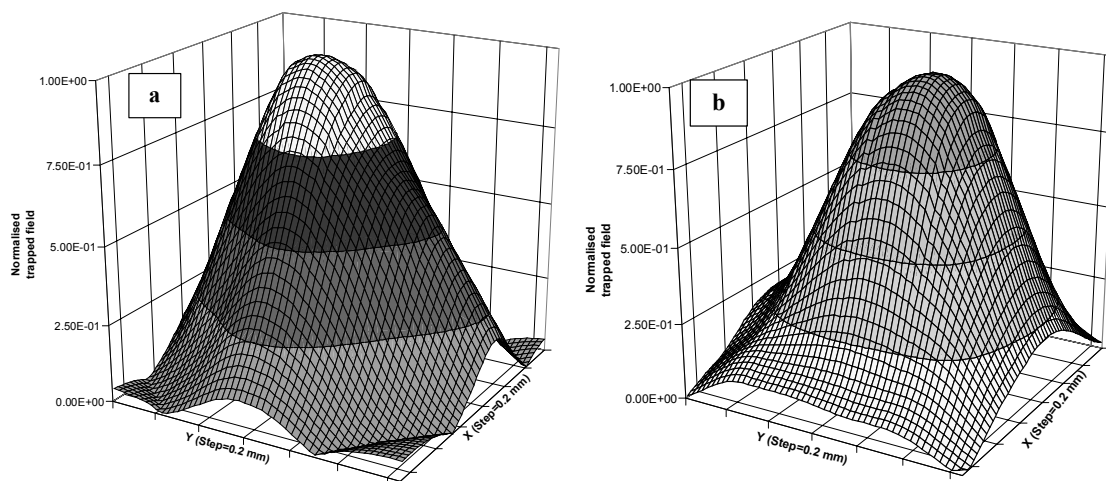 a
1.00E+00
7.50E-01
5.00E-01
2.50E-01
0.00E+00
Normalised
trapped field
Y (Step=0.2 mm)
X (Step=0.2 mm)
b
1.00E+00
7.50E-01
5.00E-01
2.50E-01
0.00E+00
Normalised
trapped field
Y (Step=0.2 mm)
X (Step=0.2 mm)